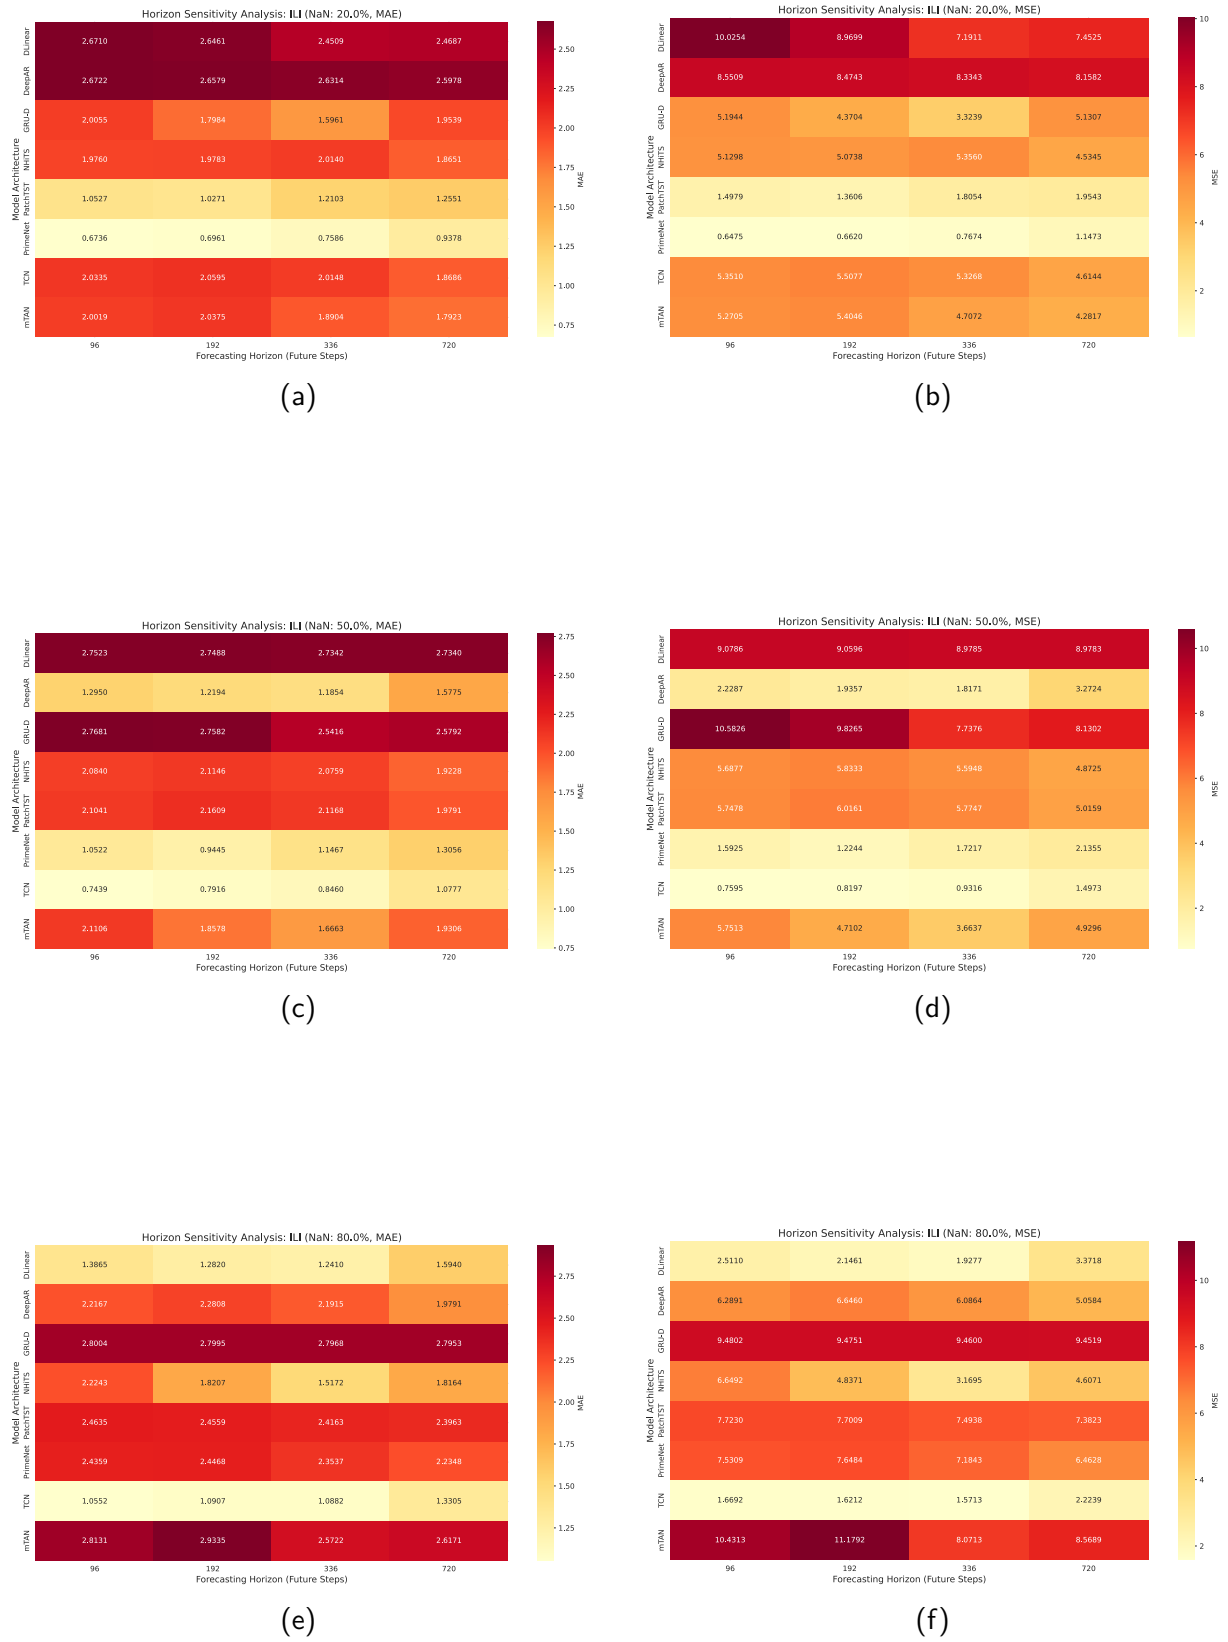 Horizon Sensitivity Analysis: ILI (NaN: 20.0%, MAE)
Model Architecture
DLinear 2.6710 2.6461 2.4509 2.4687
DeepAR 2.6722 2.6579 2.6314 2.5978
GRU-D 2.0055 1.7984 1.5961 1.9539
NHiTS 1.9760 1.9783 2.0140 1.8651
PatchTST 1.0527 1.0271 1.2103 1.2551
PrimeNet 0.6736 0.6961 0.7586 0.9378
TCN 2.0335 2.0595 2.0148 1.8686
mTAN 2.0019 2.0375 1.8904 1.7923
96 192 336 720
Forecasting Horizon (Future Steps)
2.50
2.25
2.00
1.75
1.50
1.25
1.00
0.75
MAE
(a)
Horizon Sensitivity Analysis: ILI (NaN: 20.0%, MSE)
Model Architecture
DLinear 10.0254 8.9699 7.1911 7.4525
DeepAR 8.5509 8.4743 8.3343 8.1582
GRU-D 5.1944 4.3704 3.3239 5.1307
NHiTS 5.1298 5.0738 5.3560 4.5345
PatchTST 1.4979 1.3606 1.8054 1.9543
PrimeNet 0.6475 0.6620 0.7674 1.1473
TCN 5.3510 5.5077 5.3268 4.6144
mTAN 5.2705 5.4046 4.7072 4.2817
96 192 336 720
Forecasting Horizon (Future Steps)
10
8
6
4
2
MSE
(b)
Horizon Sensitivity Analysis: ILI (NaN: 50.0%, MAE)
Model Architecture
DLinear 2.7523 2.7488 2.7342 2.7340
DeepAR 1.2950 1.2194 1.1854 1.5775
GRU-D 2.7681 2.7582 2.5416 2.5792
NHiTS 2.0840 2.1146 2.0759 1.9228
PatchTST 2.1041 2.1609 2.1168 1.9791
PrimeNet 1.0522 0.9445 1.1467 1.3056
TCN 0.7439 0.7916 0.8460 1.0777
mTAN 2.1106 1.8578 1.6663 1.9306
96 192 336 720
Forecasting Horizon (Future Steps)
2.75
2.50
2.25
2.00
1.75
1.50
1.25
1.00
0.75
MAE
(c)
Horizon Sensitivity Analysis: ILI (NaN: 50.0%, MSE)
Model Architecture
DLinear 9.0786 9.0596 8.9785 8.9783
DeepAR 2.2287 1.9357 1.8171 3.2724
GRU-D 10.5826 9.8265 7.7376 8.1302
NHiTS 5.6877 5.8333 5.5948 4.8725
PatchTST 5.7478 6.0161 5.7747 5.0159
PrimeNet 1.5925 1.2244 1.7217 2.1355
TCN 0.7595 0.8197 0.9316 1.4973
mTAN 5.7513 4.7102 3.6637 4.9296
96 192 336 720
Forecasting Horizon (Future Steps)
10
8
6
4
2
MSE
(d)
Horizon Sensitivity Analysis: ILI (NaN: 80.0%, MAE)
Model Architecture
DLinear 1.3865 1.2820 1.2410 1.5940
DeepAR 2.2167 2.2808 2.1915 1.9791
GRU-D 2.8004 2.7995 2.7968 2.7953
NHiTS 2.2243 1.8207 1.5172 1.8164
PatchTST 2.4635 2.4559 2.4163 2.3963
PrimeNet 2.4359 2.4468 2.3537 2.2348
TCN 1.0552 1.0907 1.0882 1.3305
mTAN 2.8131 2.9335 2.5722 2.6171
96 192 336 720
Forecasting Horizon (Future Steps)
2.75
2.50
2.25
2.00
1.75
1.50
1.25
MAE
(e)
Horizon Sensitivity Analysis: ILI (NaN: 80.0%, MSE)
Model Architecture
DLinear 2.5110 2.1461 1.9277 3.3718
DeepAR 6.2891 6.6460 6.0864 5.0584
GRU-D 9.4802 9.4751 9.4600 9.4519
NHiTS 6.6492 4.8371 3.1695 4.6071
PatchTST 7.7230 7.7009 7.4938 7.3823
PrimeNet 7.5309 7.6484 7.1843 6.4628
TCN 1.6692 1.6212 1.5713 2.2239
mTAN 10.4313 11.1792 8.0713 8.5689
96 192 336 720
Forecasting Horizon (Future Steps)
10
8
6
4
2
MSE
(f)